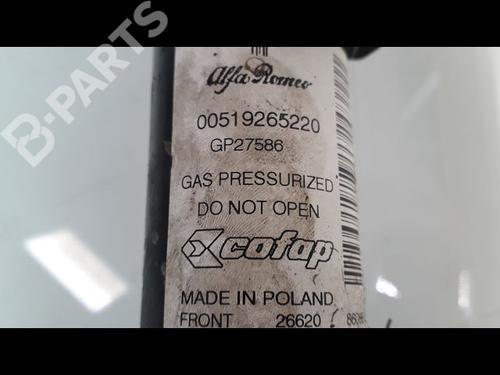 B-PARTS
Alfa Romeo
00519265220
GP27586
GAS PRESSURIZED
DO NOT OPEN
cofap
MADE IN POLAND
FRONT 26620